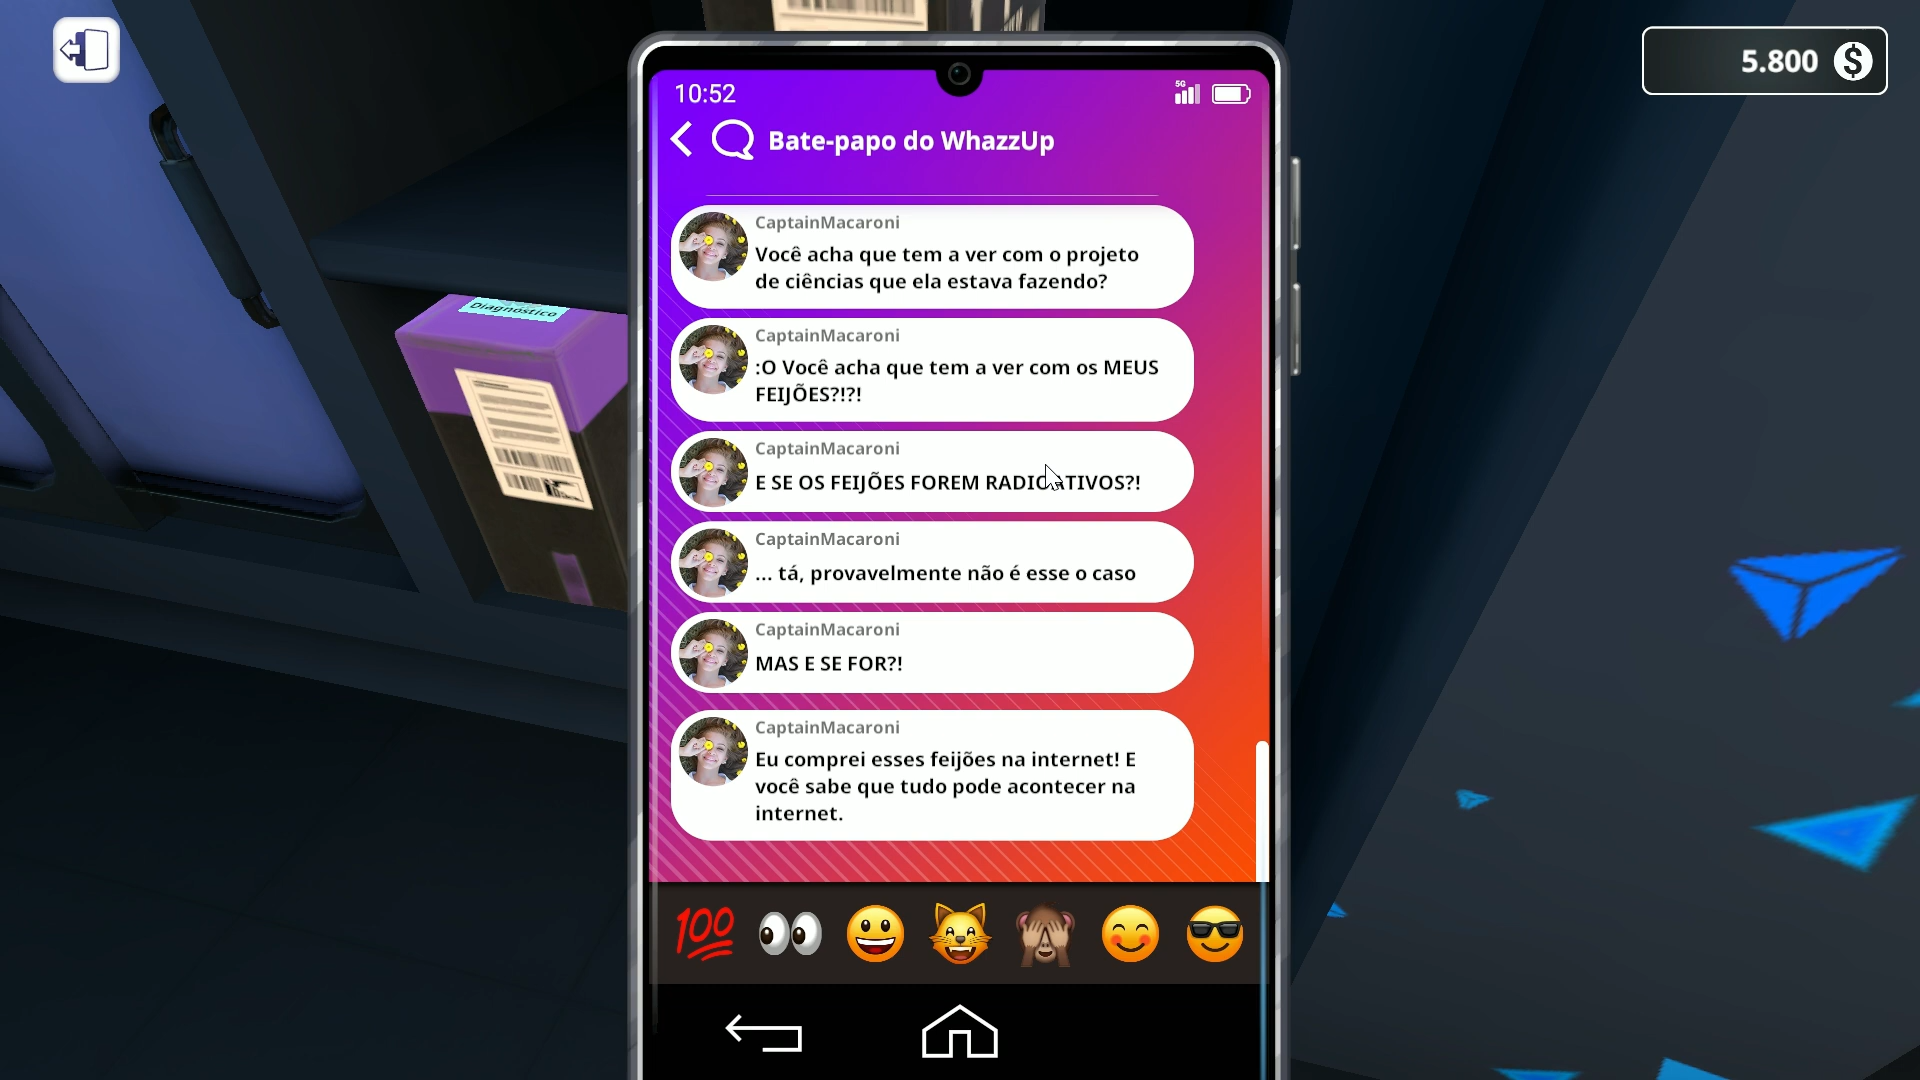 5.800
10:52
5G
Bate-papo do WhazzUp
CaptainMacaroni
Você acha que tem a ver com o projeto
de ciências que ela estava fazendo?
CaptainMacaroni
:O Você acha que tem a ver com os MEUS
FEIJÕES?!?!
CaptainMacaroni
E SE OS FEIJÕES FOREM RADIOATIVOS?!
CaptainMacaroni
... tá, provavelmente não é esse o caso
CaptainMacaroni
MAS E SE FOR?!
CaptainMacaroni
Eu comprei esses feijões na internet! E
você sabe que tudo pode acontecer na
internet.
Diagnóstico